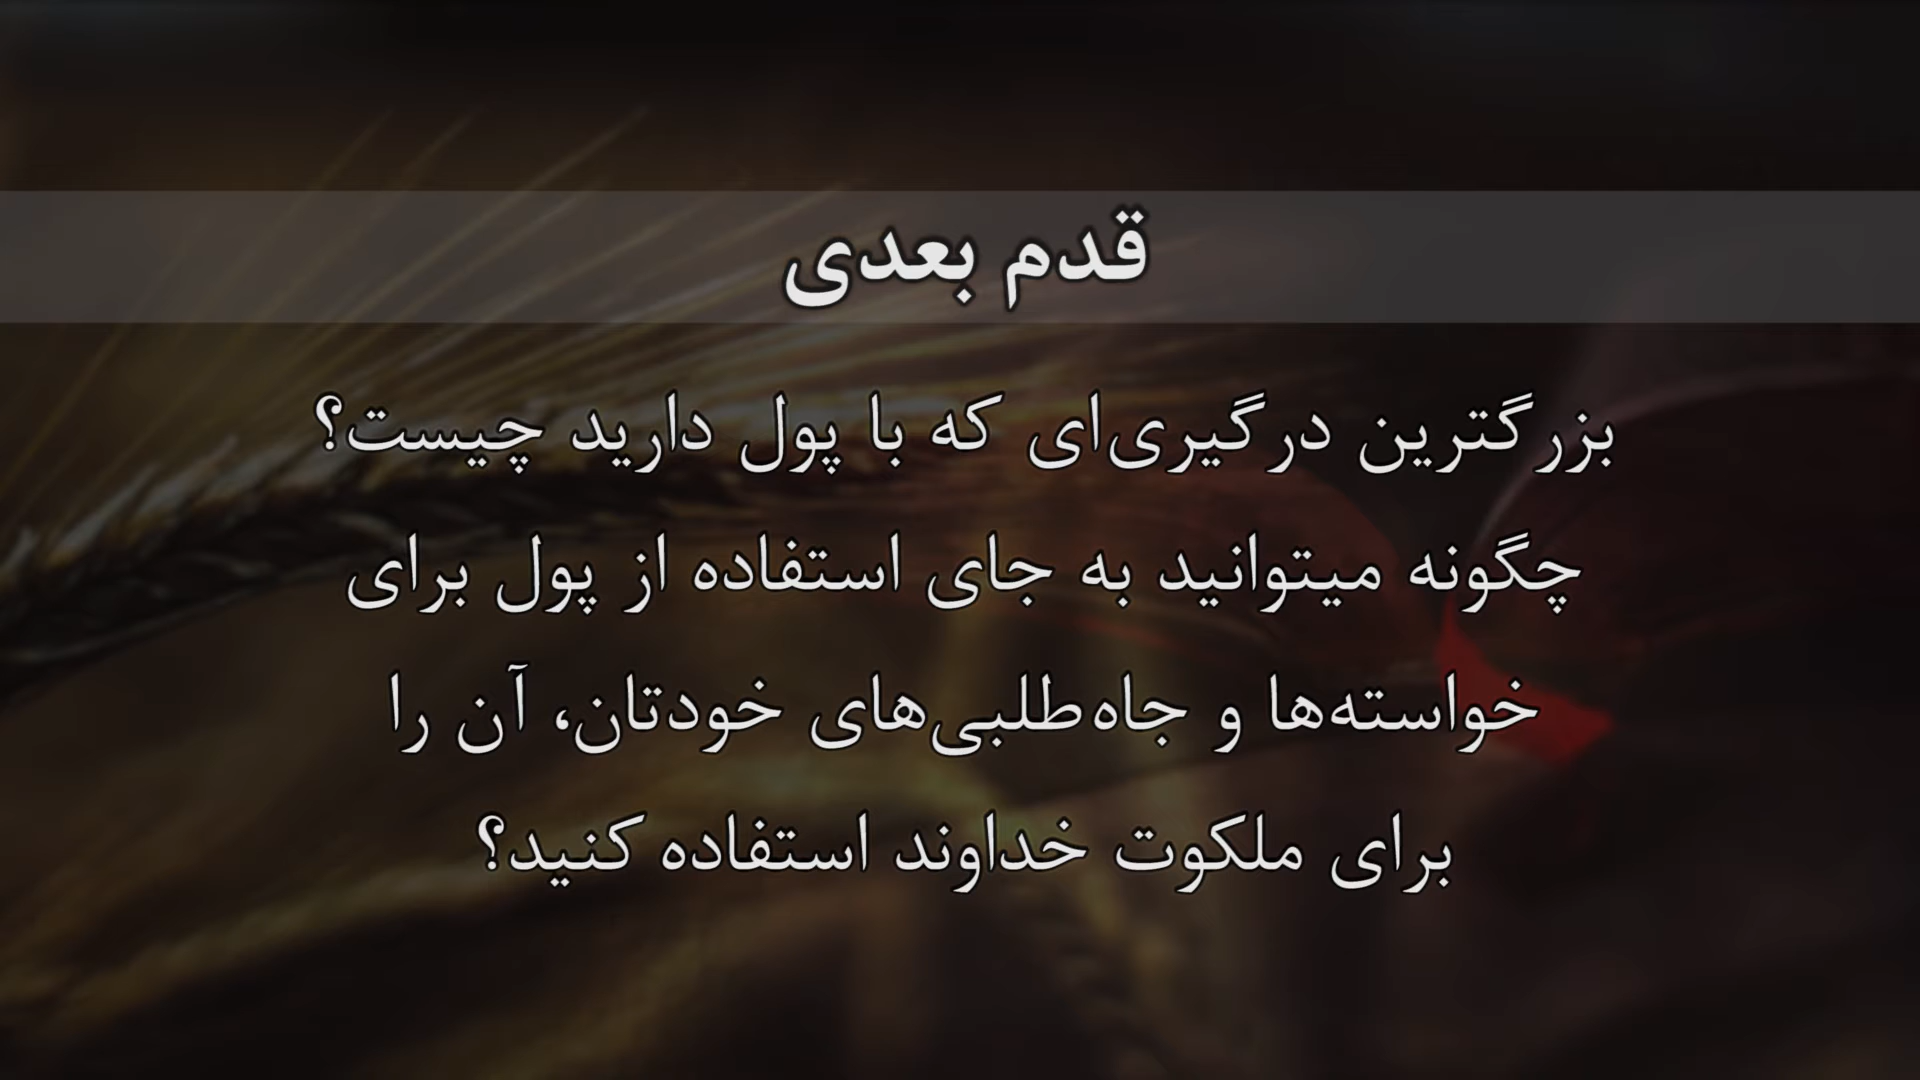 قدم بعدی
بزرگترین درگیری‌ای که با پول دارید چیست؟
چگونه میتوانید به جای استفاده از پول برای
خواسته‌ها و جاه‌طلبی‌های خودتان، آن را
برای ملکوت خداوند استفاده کنید؟